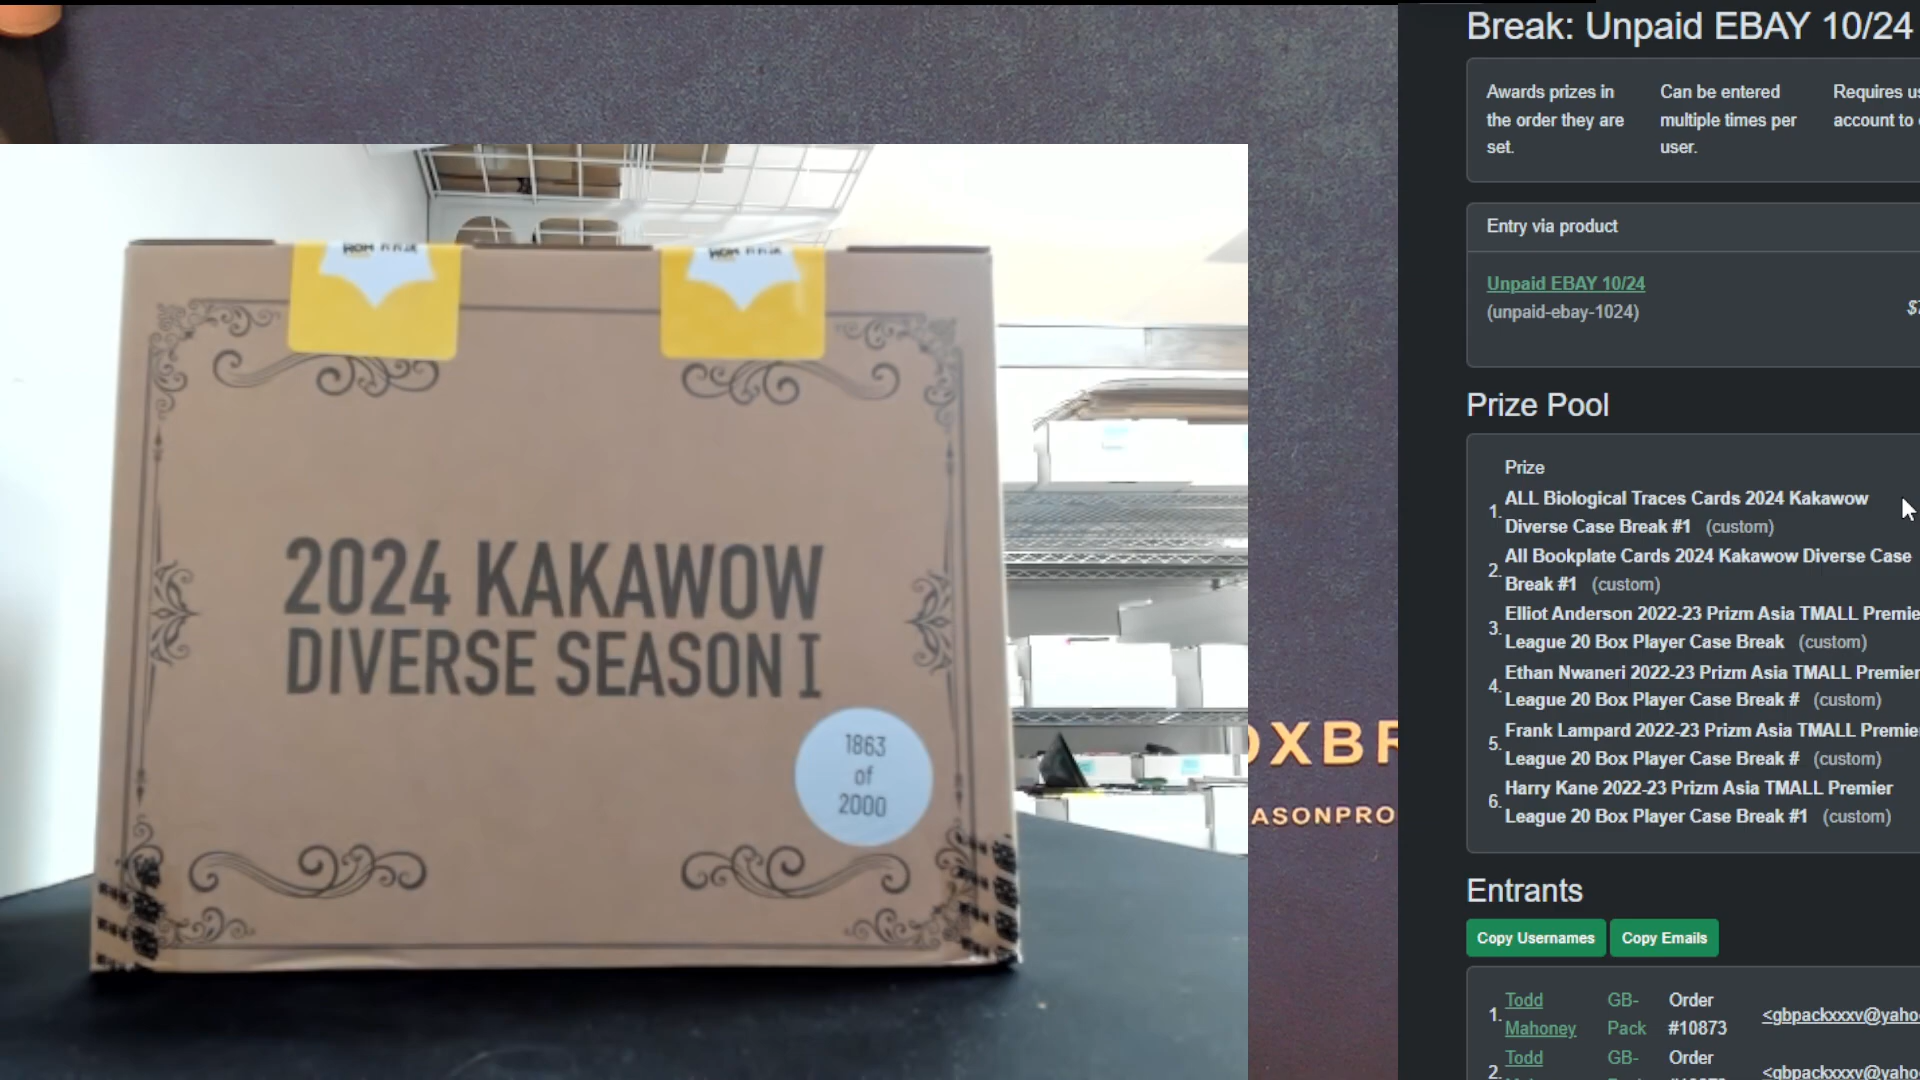 2024 KAKAWOW
DIVERSE SEASON I
1863
of
2000
Break: Unpaid EBAY 10/24
Awards prizes in
the order they are
set.
Can be entered
multiple times per
user.
Requires
account to
Entry via product
Unpaid EBAY 10/24
(unpaid-ebay-1024)
Prize Pool
Prize
1. ALL Biological Traces Cards 2024 Kakawow
Diverse Case Break #1 (custom)
2. All Bookplate Cards 2024 Kakawow Diverse Case
Break #1 (custom)
3. Elliot Anderson 2022-23 Prizm Asia TMALL Premie
League 20 Box Player Case Break (custom)
4. Ethan Nwaneri 2022-23 Prizm Asia TMALL Premie
League 20 Box Player Case Break # (custom)
5. Frank Lampard 2022-23 Prizm Asia TMALL Premie
League 20 Box Player Case Break # (custom)
6. Harry Kane 2022-23 Prizm Asia TMALL Premier
League 20 Box Player Case Break #1 (custom)
Entrants
Copy Usernames Copy Emails
1. Todd
Mahoney
GB-
Pack
Order
#10873
<gbpackxxxv@yaho
2. Todd
GB-
Order
<gbpackxxxv@yaho
OXBR
ASONPRO